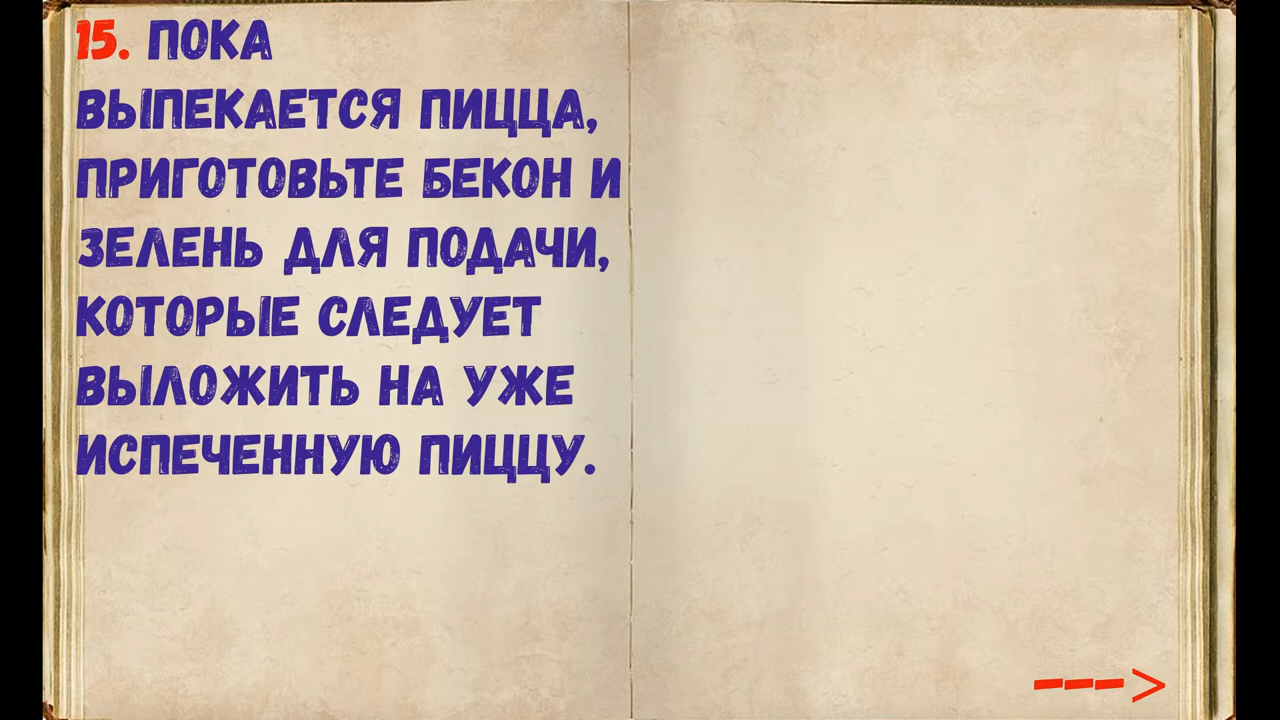 15. ПОКА
ВЫПЕКАЕТСЯ ПИЦЦА,
ПРИГОТОВЬТЕ БЕКОН И
ЗЕЛЕНЬ ДЛЯ ПОДАЧИ,
КОТОРЫЕ СЛЕДУЕТ
ВЫЛОЖИТЬ НА УЖЕ
ИСПЕЧЕННУЮ ПИЦЦУ.
--->